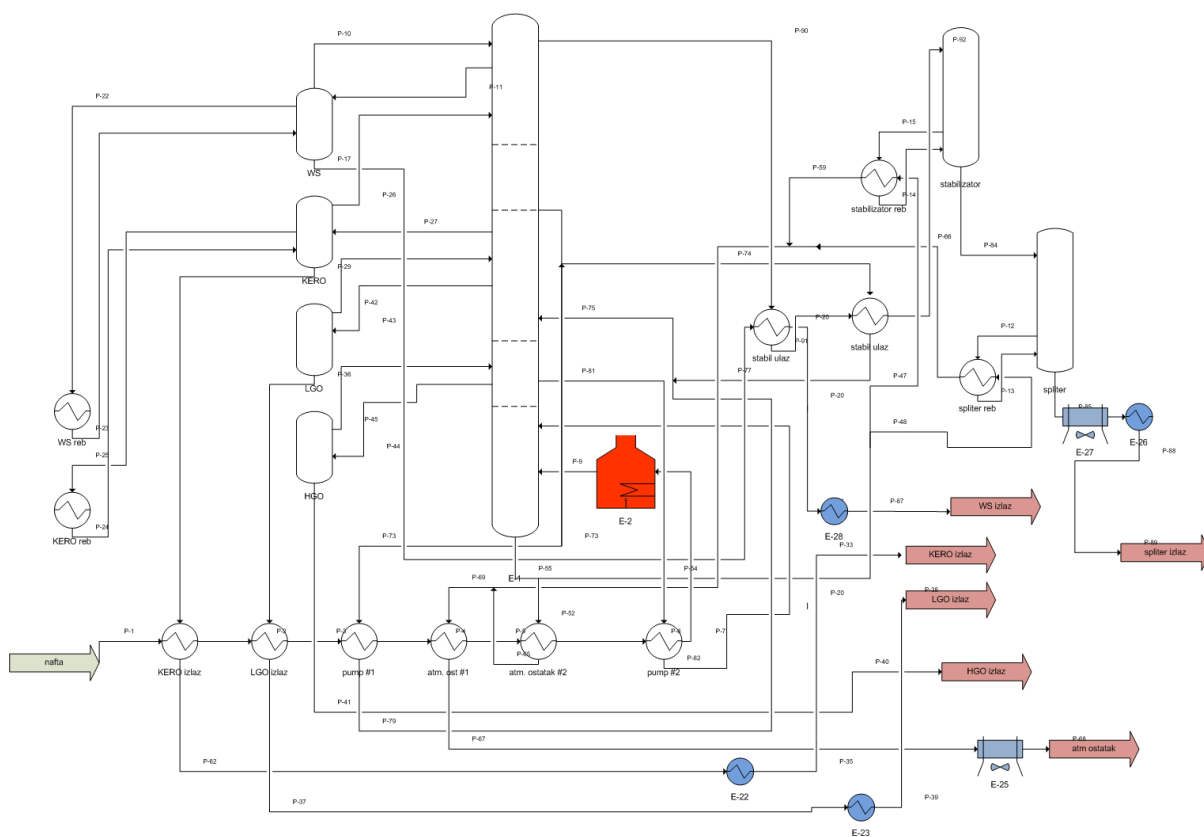 P-10
P-90
P-92
P-11
P-22
P-15
P-17
WS
P-59
stabilizator
P-14
P-26
stabilizator reb
P-27
P-66
P-84
P-74
P-29
KERO
P-42
P-75
P-43
P-20
P-12
P-91
stabil ulaz
stabil ulaz
P-36
P-81
P-77
P-47
LGO
spliter
P-13
P-20
spliter reb
P-85
P-45
P-48
P-23
WS reb
P-44
E-27
E-26
P-88
P-25
P-9
HGO
E-2
P-87
WS izlaz
P-24
E-28
KERO reb
P-73
P-73
P-33
P-89
KERO izlaz
spliter izlaz
P-55
P-54
E-1
P-69
P-20
P-38
LGO izlaz
P-52
P-1
P-2
P-3
P-4
P-5
P-6
P-7
nafta
P-65
P-82
P-40
KERO izlaz
LGO izlaz
pump #1
atm. ost #1
atm. ostatak #2
pump #2
HGO izlaz
P-41
P-79
P-67
P-68
atm ostatak
P-62
P-35
E-22
E-25
P-37
P-39
E-23